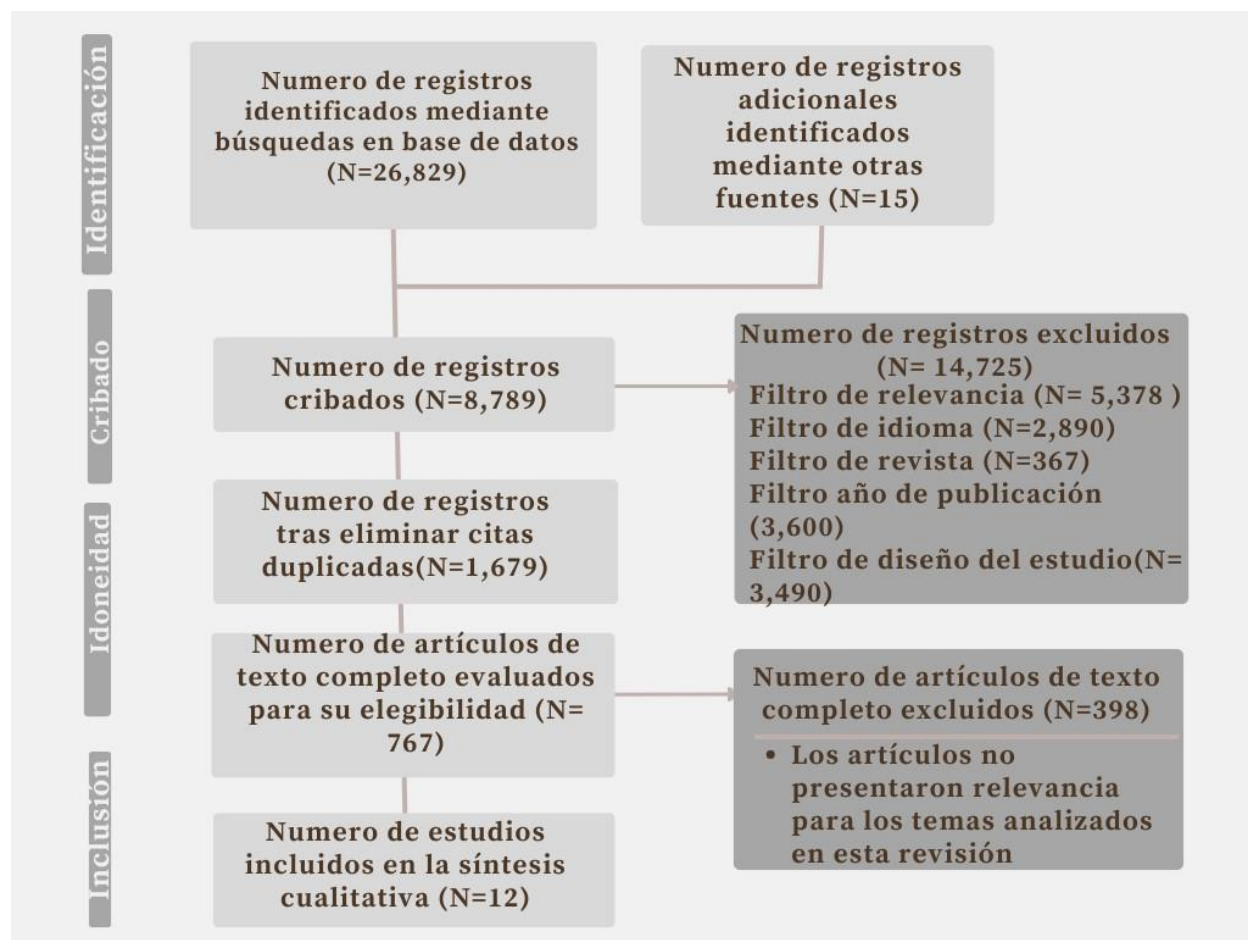 Identificación
Numero de registros
identificados mediante
búsquedas en base de datos
(N=26,829)
Numero de registros
adicionales
identificados
mediante otras
fuentes (N=15)
Cribado
Numero de registros
cribados (N=8,789)
Numero de registros excluidos
(N= 14,725)
Filtro de relevancia (N= 5,378 )
Filtro de idioma (N=2,890)
Filtro de revista (N=367)
Filtro año de publicación
(3,600)
Filtro de diseño del estudio(N=
3,490)
Idoneidad
Numero de registros
tras eliminar citas
duplicadas(N=1,679)
Numero de artículos de
texto completo evaluados
para su elegibilidad (N=
767)
Numero de artículos de texto
completo excluidos (N=398)
• Los artículos no
presentaron relevancia
para los temas analizados
en esta revisión
Inclusión
Numero de estudios
incluidos en la síntesis
cualitativa (N=12)